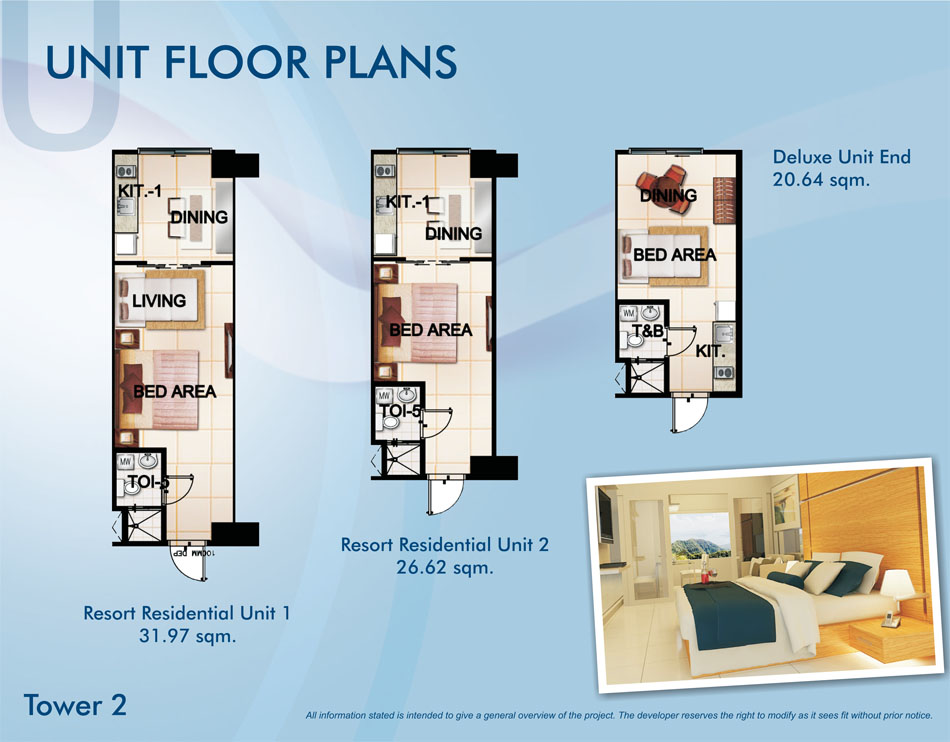 U
UNIT FLOOR PLANS
KIT.-1
DINING
LIVING
BED AREA
MW
TOI-5
100MM DEP
Resort Residential Unit 1
31.97 sqm.
KIT.-1
DINING
BED AREA
MW
TOI-5
Resort Residential Unit 2
26.62 sqm.
Deluxe Unit End
20.64 sqm.
DINING
BED AREA
WM
T&B
KIT.
Tower 2
All information stated is intended to give a general overview of the project. The developer reserves the right to modify as it sees fit without prior notice.